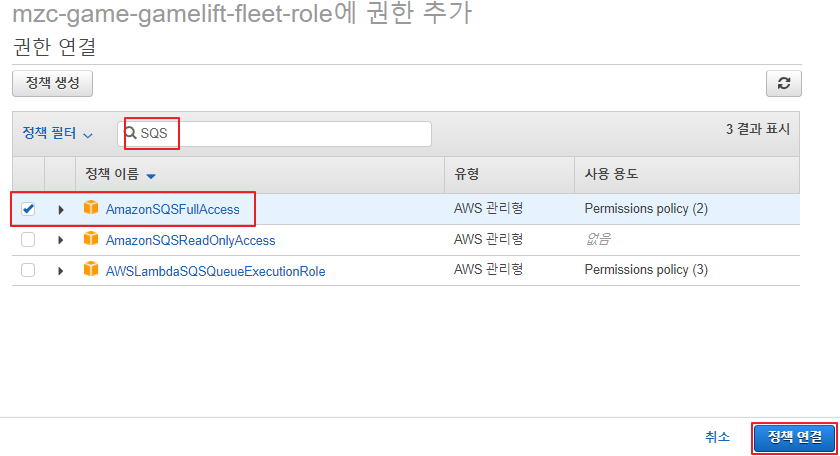 mzc-game-gamelift-fleet-role에 권한 추가
권한 연결
정책 생성
정책 필터 SQS 3 결과 표시
정책 이름 유형 사용 용도
AmazonSQSFullAccess AWS 관리형 Permissions policy (2)
AmazonSQSReadOnlyAccess AWS 관리형 없음
AWSLambdaSQSQueueExecutionRole AWS 관리형 Permissions policy (3)
취소 정책 연결